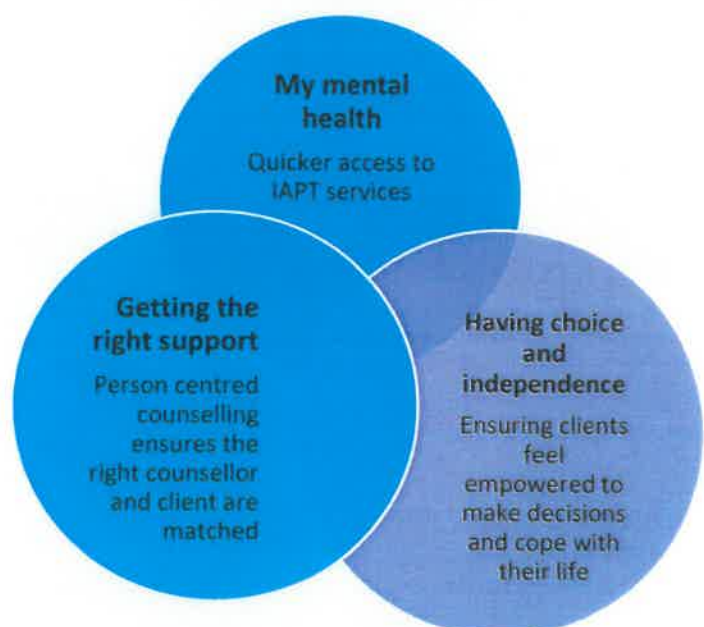 My mental
health
Quicker access to
IAPT services
Getting the
right support
Person centred
counselling
ensures the
right counsellor
and client are
matched
Having choice
and
independence
Ensuring clients
feel
empowered to
make decisions
and cope with
their life